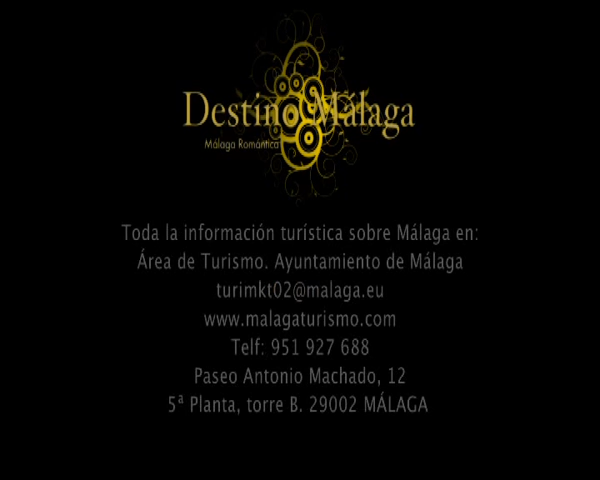 Destino Málaga
Málaga Romántica
Toda la información turística sobre Málaga en:
Área de Turismo. Ayuntamiento de Málaga
turimkt02@malaga.eu
www.malagaturismo.com
Telf: 951 927 688
Paseo Antonio Machado, 12
5ª Planta, torre B. 29002 MÁLAGA